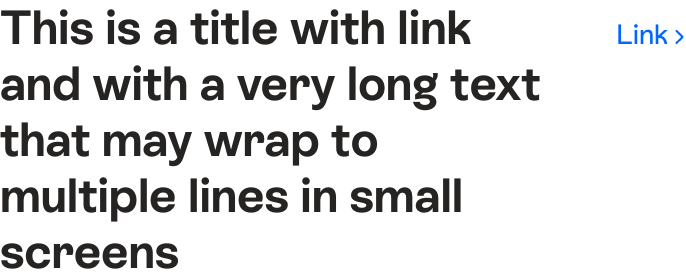 This is a title with link
Link >
and with a very long text
that may wrap to
multiple lines in small
screens